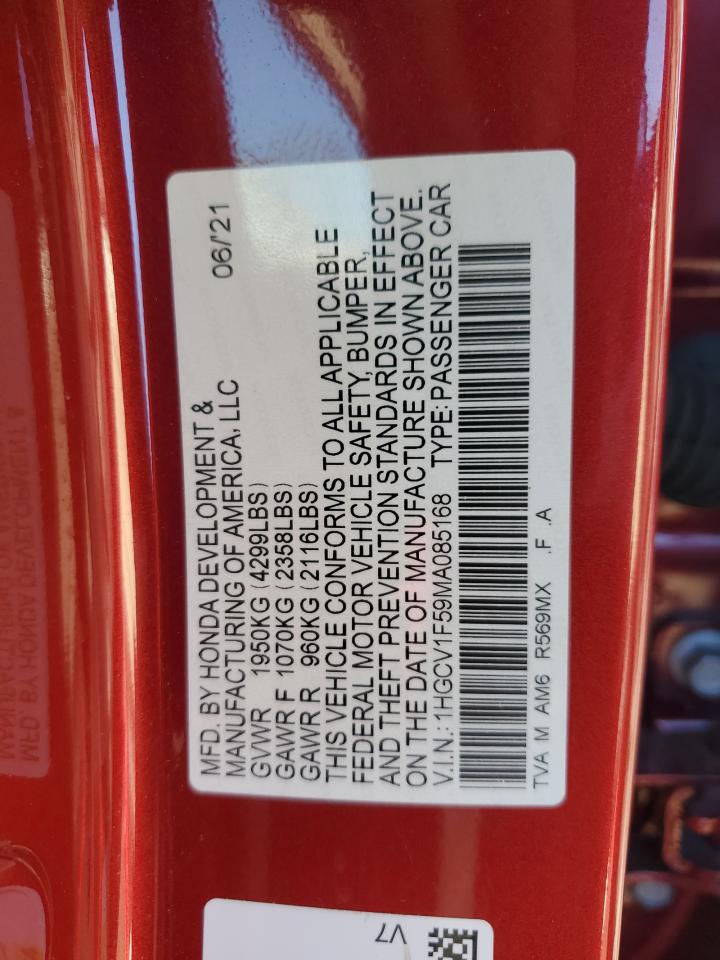 MFD. BY HONDA DEVELOPMENT &
MANUFACTURING OF AMERICA, LLC 06/'21
GVWR 1950KG (4299LBS)
GAWR F 1070KG (2358LBS)
GAWR R 960KG (2116LBS)
THIS VEHICLE CONFORMS TO ALL APPLICABLE
FEDERAL MOTOR VEHICLE SAFETY, BUMPER,
AND THEFT PREVENTION STANDARDS IN EFFECT
ON THE DATE OF MANUFACTURE SHOWN ABOVE.
V.I.N.: 1HGCV1F59MA085168 TYPE: PASSENGER CAR
TVA M AM6 R569MX .F .A
V7